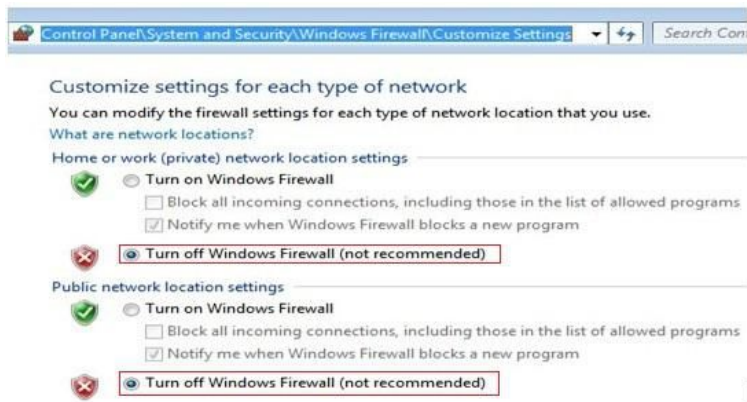 Control Panel\System and Security\Windows Firewall\Customize Settings
Search Con
Customize settings for each type of network
You can modify the firewall settings for each type of network location that you use.
What are network locations?
Home or work (private) network location settings
Turn on Windows Firewall
Block all incoming connections, including those in the list of allowed programs
Notify me when Windows Firewall blocks a new program
Turn off Windows Firewall (not recommended)
Public network location settings
Turn on Windows Firewall
Block all incoming connections, including those in the list of allowed programs
Notify me when Windows Firewall blocks a new program
Turn off Windows Firewall (not recommended)